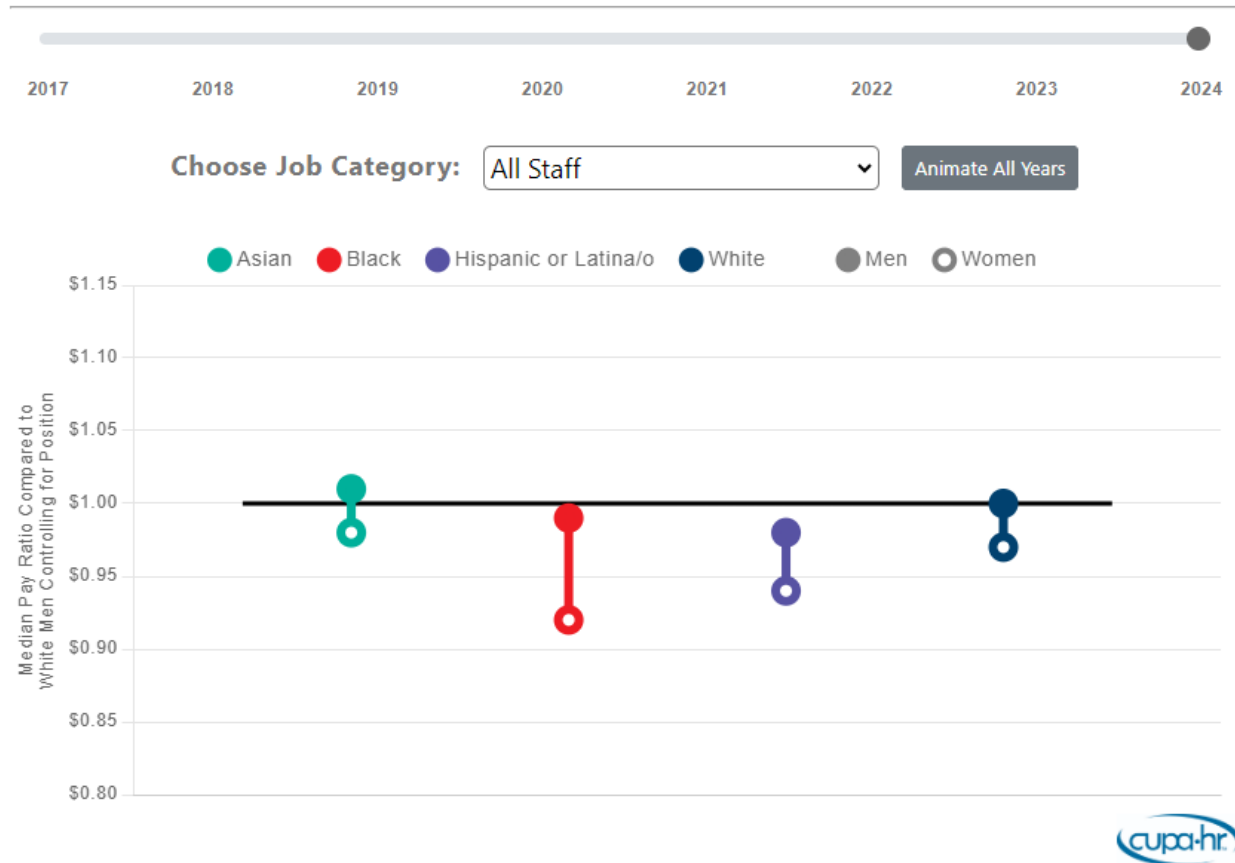 2017 2018 2019 2020 2021 2022 2023 2024
Choose Job Category: All Staff Animate All Years
Asian Black Hispanic or Latina/o White Men Women
$1.15
$1.10
$1.05
$1.00
$0.95
$0.90
$0.85
$0.80
Median Pay Ratio Compared to
White Men Controlling for Position
cupa-hr